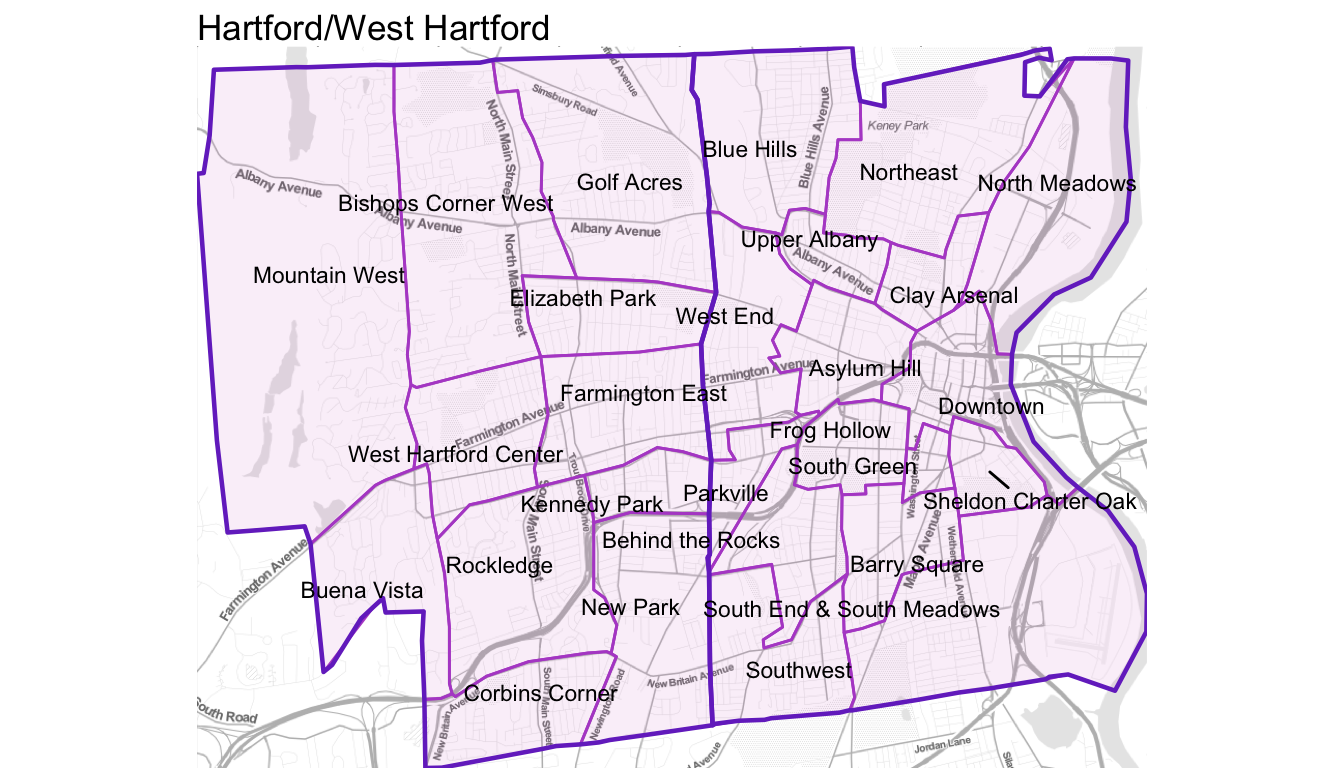 Hartford/West Hartford
Simsbury Road
Avenue
North Main Street
Blue Hills Avenue
Keney Park
Blue Hills
Northeast
Golf Acres
North Meadows
Albany Avenue
Bishops Corner West
Albany Avenue
Albany Avenue
Upper Albany
Albany Avenue
North Main Street
Mountain West
Elizabeth Park
Clay Arsenal
West End
Farmington Avenue
Asylum Hill
Farmington East
Downtown
Farmington Avenue
Frog Hollow
West Hartford Center
South Green
Washington Street
Trout Brook Drive
Parkville
Kennedy Park
Sheldon Charter Oak
South Main Street
Behind the Rocks
Main Avenue
Rockledge
Barry Square
Farmington Avenue
Buena Vista
New Park
South End & South Meadows
Southwest
New Britain Avenue
Corbins Corner
South Main Street
Newington Road
New Britain Avenue
South Road
Jordan Lane
Avenue